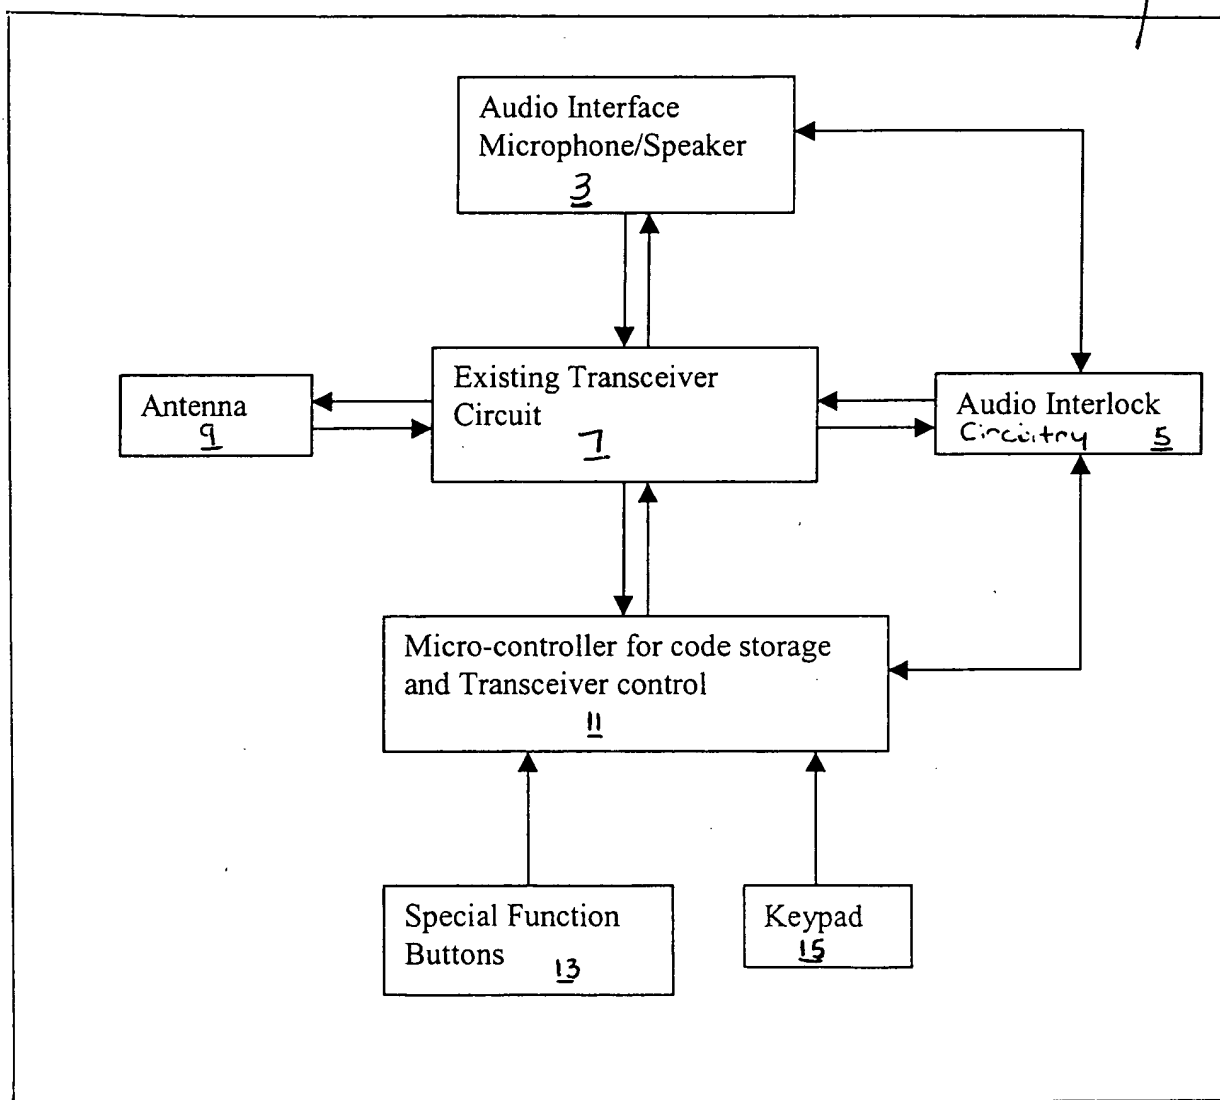 Audio Interface
Microphone/Speaker
3
Existing Transceiver
Circuit
7
Antenna
9
Audio Interlock
Circuitry 5
Micro-controller for code storage
and Transceiver control
11
Special Function
Buttons 13
Keypad
15